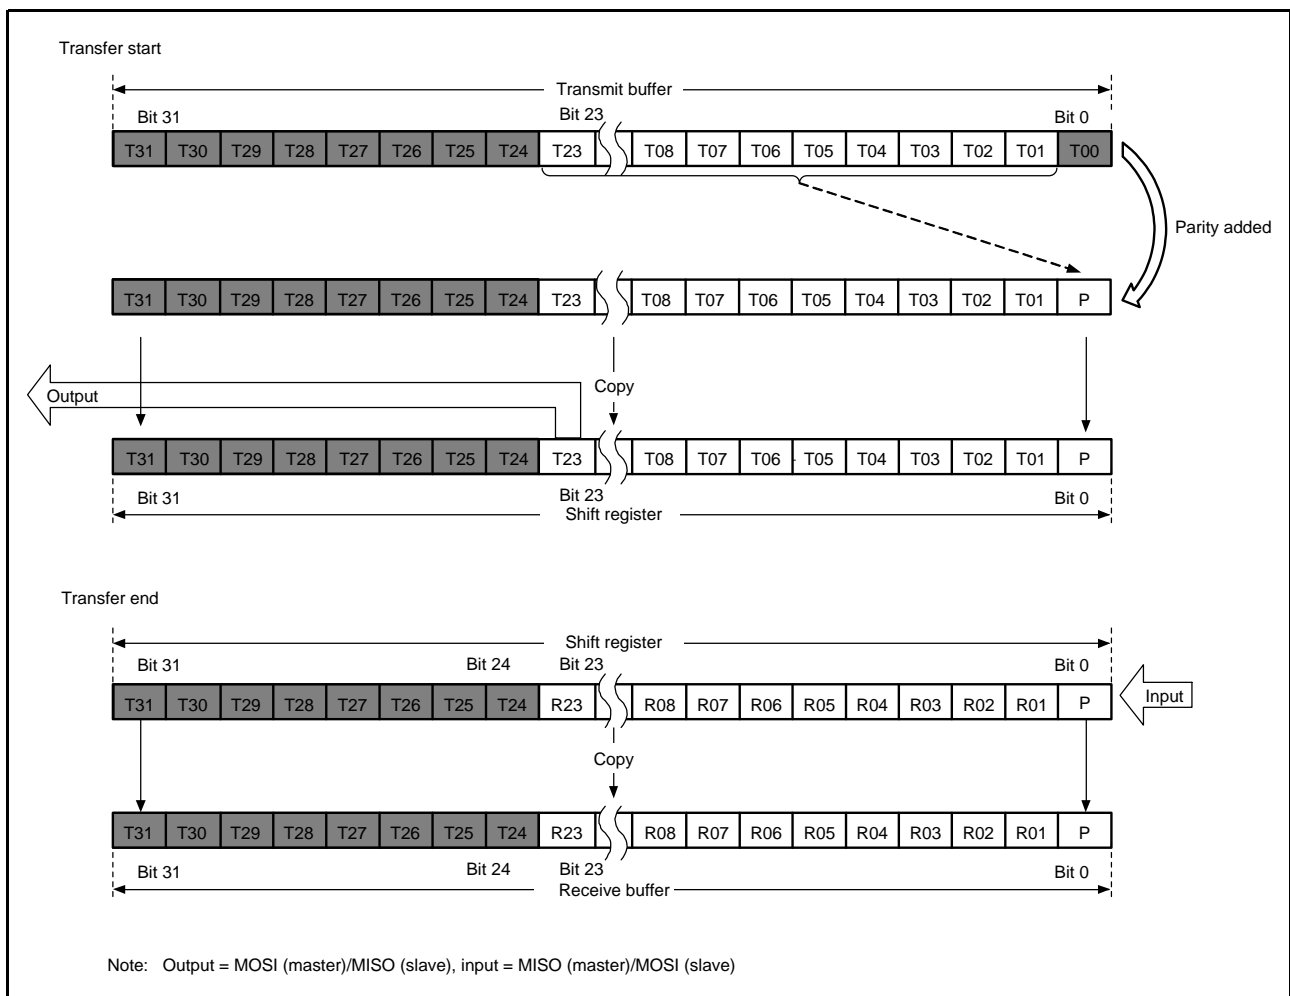 Transfer start
Transmit buffer
Bit 31 Bit 23 Bit 0
T31 T30 T29 T28 T27 T26 T25 T24 T23 T08 T07 T06 T05 T04 T03 T02 T01 T00
Parity added
T31 T30 T29 T28 T27 T26 T25 T24 T23 T08 T07 T06 T05 T04 T03 T02 T01 P
Copy
Output
T31 T30 T29 T28 T27 T26 T25 T24 T23 T08 T07 T06 T05 T04 T03 T02 T01 P
Bit 31 Bit 23 Bit 0
Shift register
Transfer end
Shift register
Bit 31 Bit 24 Bit 23 Bit 0
T31 T30 T29 T28 T27 T26 T25 T24 R23 R08 R07 R06 R05 R04 R03 R02 R01 P
Input
Copy
T31 T30 T29 T28 T27 T26 T25 T24 R23 R08 R07 R06 R05 R04 R03 R02 R01 P
Bit 31 Bit 24 Bit 23 Bit 0
Receive buffer
Note: Output = MOSI (master)/MISO (slave), input = MISO (master)/MOSI (slave)